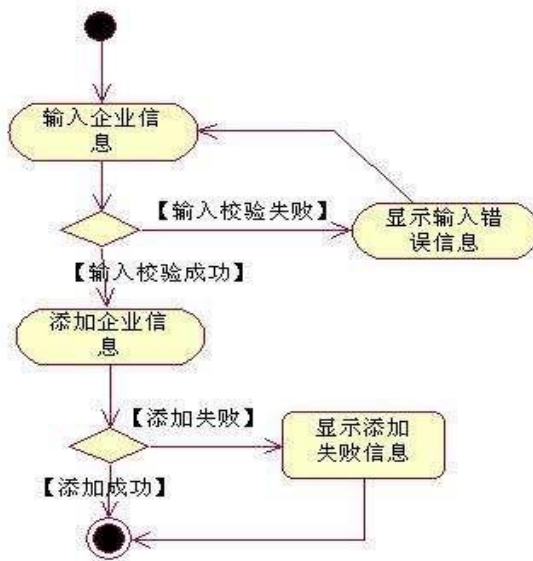 输入企业信
息
【输入校验失败】
显示输入错
误信息
【输入校验成功】
添加企业信
息
【添加失败】
显示添加
失败信息
【添加成功】